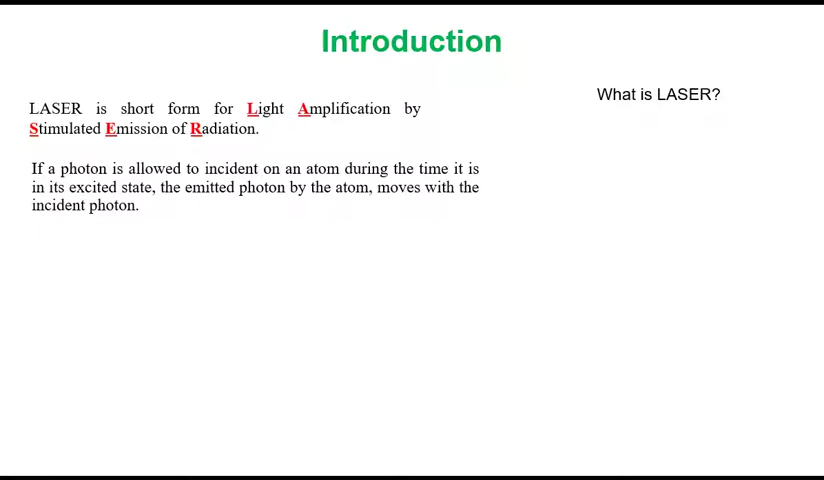 Introduction
What is LASER?
LASER is short form for Light Amplification by
Stimulated Emission of Radiation.
If a photon is allowed to incident on an atom during the time it is
in its excited state, the emitted photon by the atom, moves with the
incident photon.